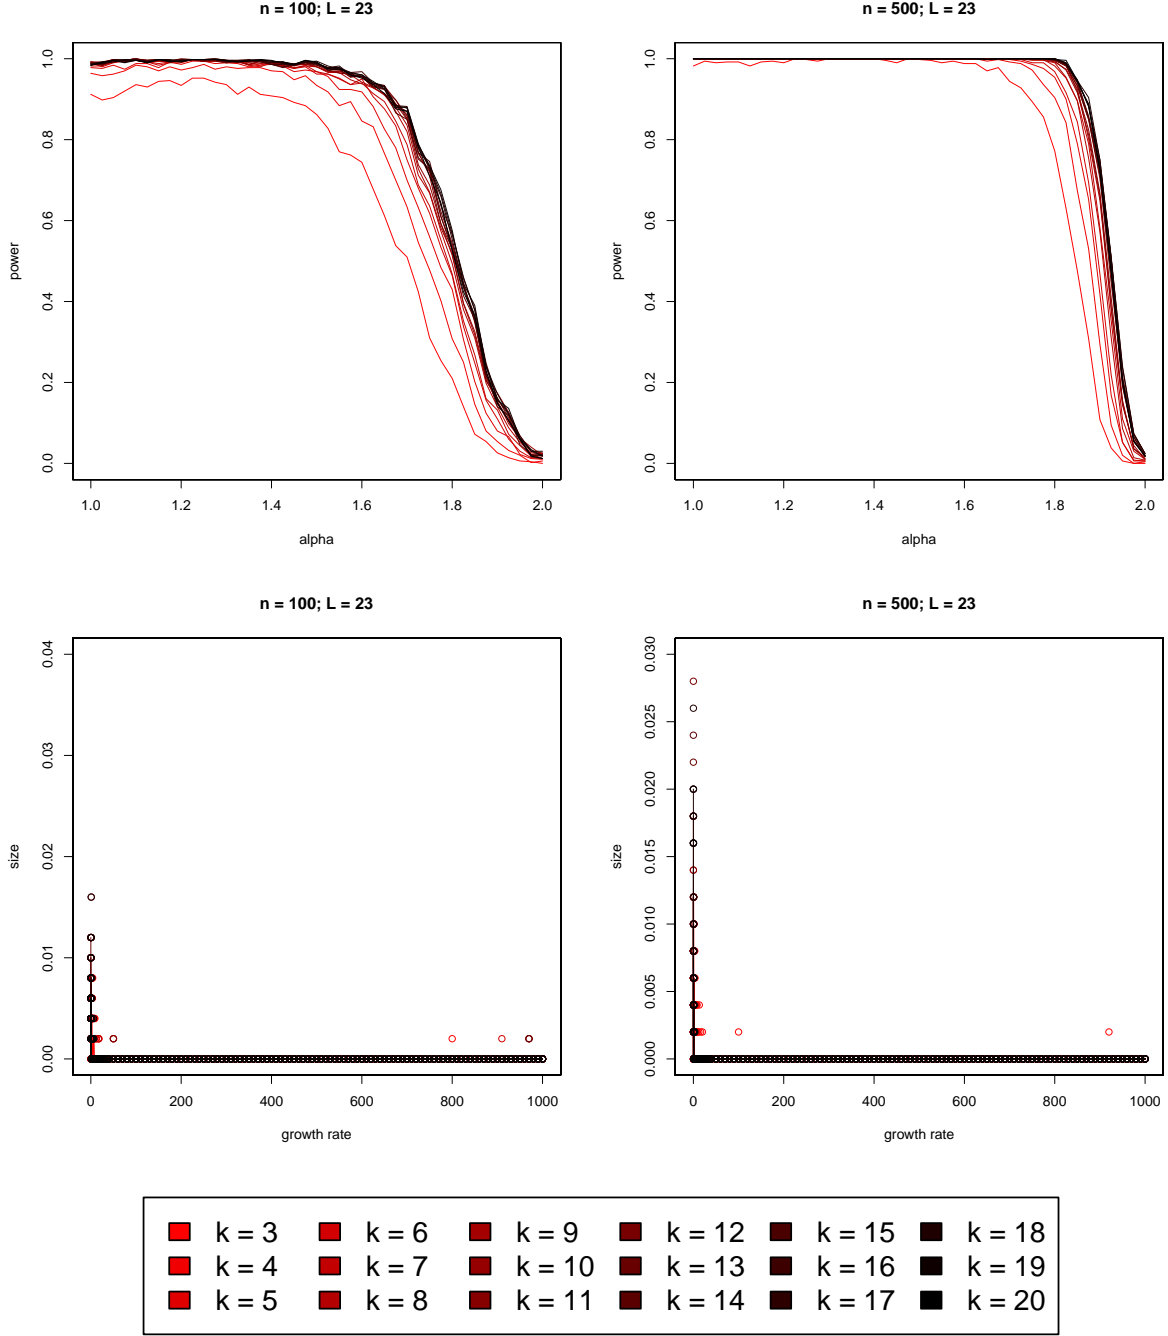 n = 100; L = 23
power
1.0
0.8
0.6
0.4
0.2
0.0
1.0 1.2 1.4 1.6 1.8 2.0
alpha
n = 500; L = 23
power
1.0
0.8
0.6
0.4
0.2
0.0
1.0 1.2 1.4 1.6 1.8 2.0
alpha
n = 100; L = 23
size
0.04
0.03
0.02
0.01
0.00
0 200 400 600 800 1000
growth rate
n = 500; L = 23
size
0.030
0.025
0.020
0.015
0.010
0.005
0.000
0 200 400 600 800 1000
growth rate
k = 3 k = 6 k = 9 k = 12 k = 15 k = 18
k = 4 k = 7 k = 10 k = 13 k = 16 k = 19
k = 5 k = 8 k = 11 k = 14 k = 17 k = 20